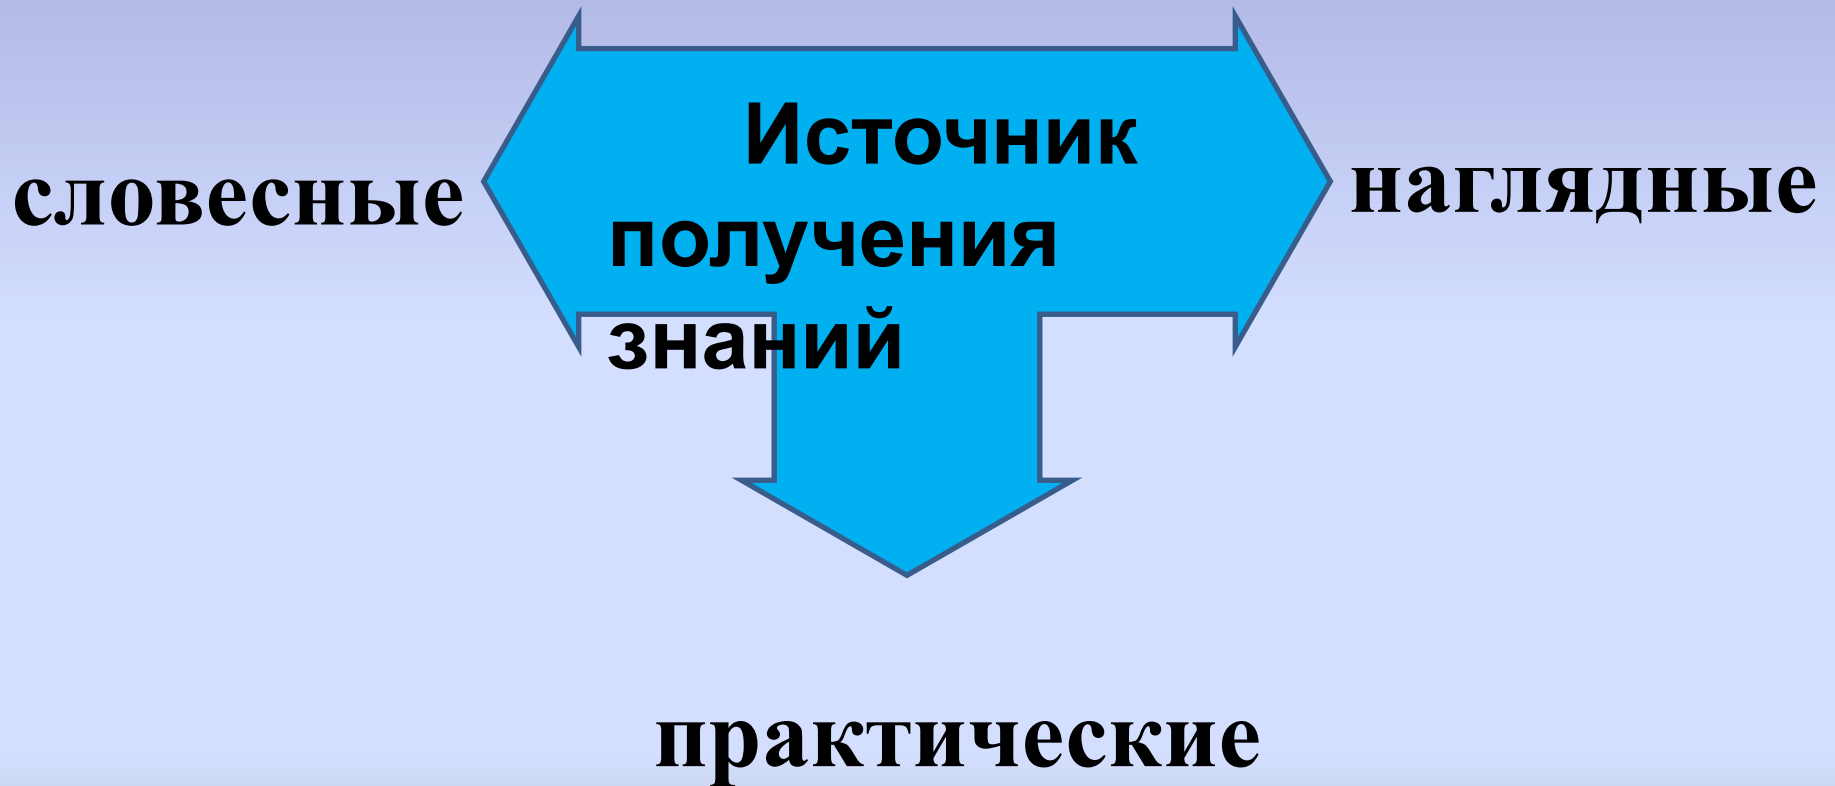 Источник
получения
знаний
словесные
наглядные
практические